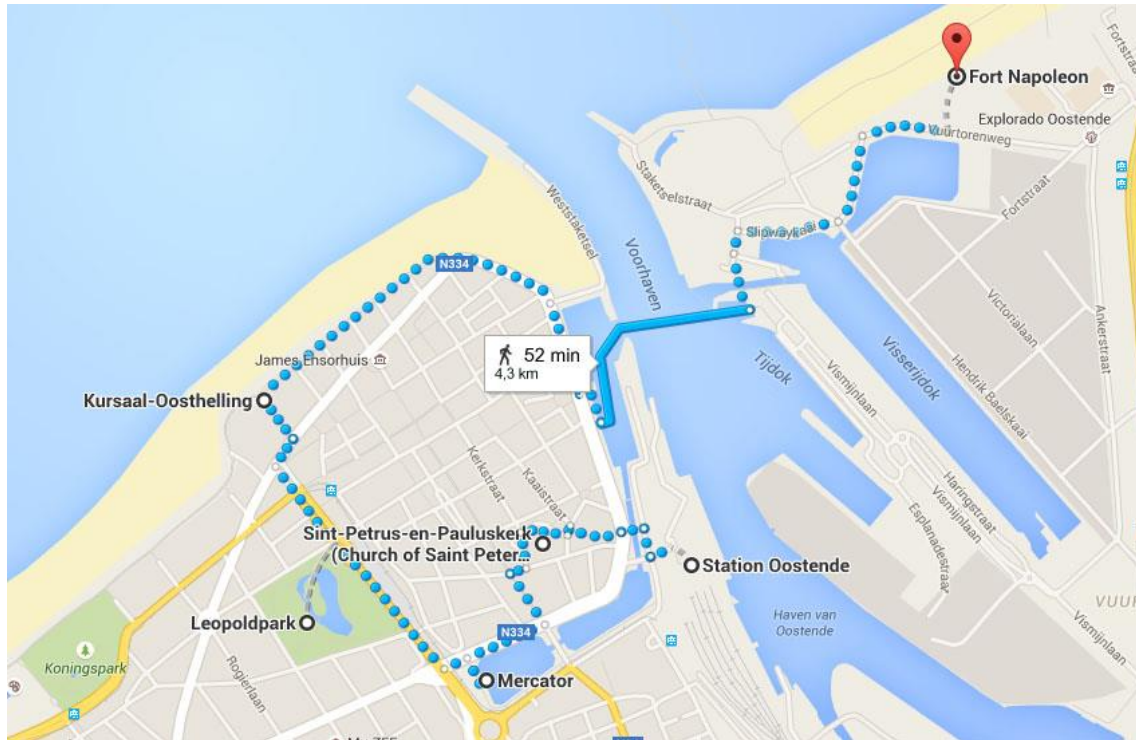 Fort Napoleon
Fortstraat
Explorado Oostende
Vuurtorenweg
Staketselstraat
Weststaketsel
Fortstraat
Slipwaykaai
Voorhaven
N334
Victorialaan
Ankerstraat
52 min
4,3 km
James Ensorhuis
Tijdok
Visserijdok
Vismijnlaan
Hendrik Baelskaai
Kursaal-Oosthelling
Kerkstraat
Kaaistraat
Haringstraat
Vismijnlaan
Esplanadestraat
Sint-Petrus-en-Pauluskerk
(Church of Saint Peter...
Station Oostende
Leopoldpark
Haven van
Oostende
VUUR
Vismijnlaan
N334
Koningspark
Rogierlaan
Mercator